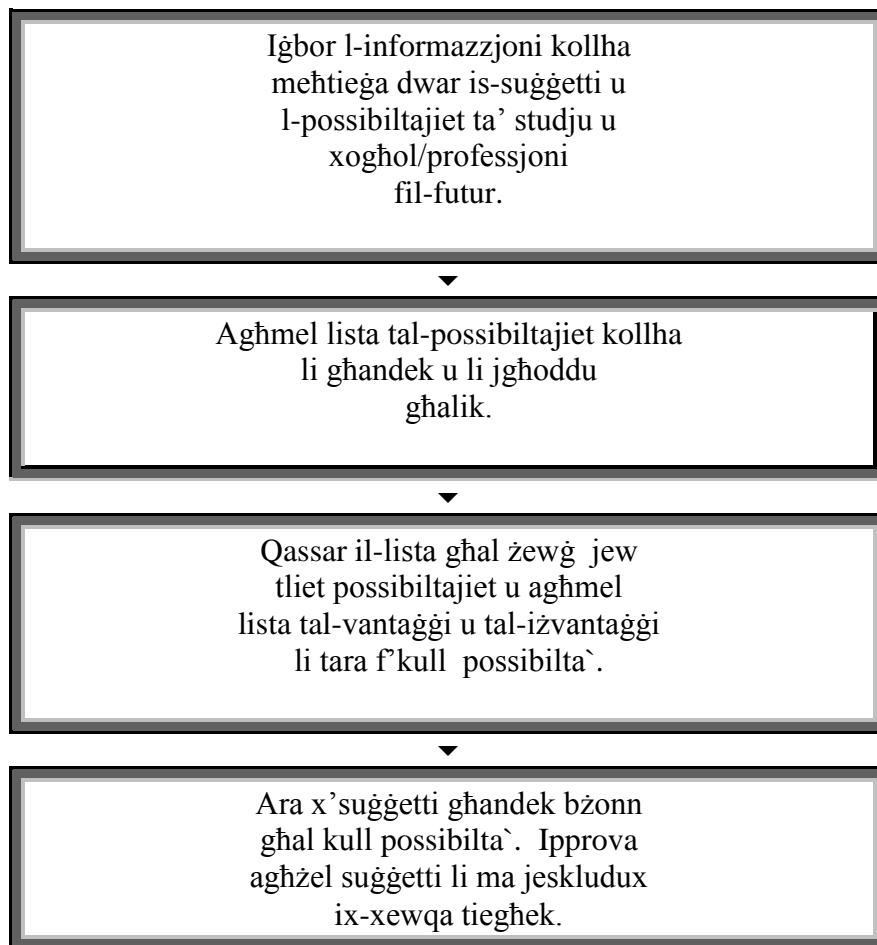 Iġbor l-informazzjoni kollha
meħtieġa dwar is-suġġetti u
l-possibiltajiet ta’ studju u
xogħol/professjoni
fil-futur.
Agħmel lista tal-possibiltajiet kollha
li għandek u li jgħoddu
għalik.
Qassar il-lista għal żewġ  jew
tliet possibiltajiet u agħmel
lista tal-vantaġġi u tal-iżvantaġġi
li tara f’kull  possibilta`.
Ara x’suġġetti għandek bżonn
għal kull possibilta`.  Ipprova
agħżel suġġetti li ma jeskludux
ix-xewqa tiegħek.